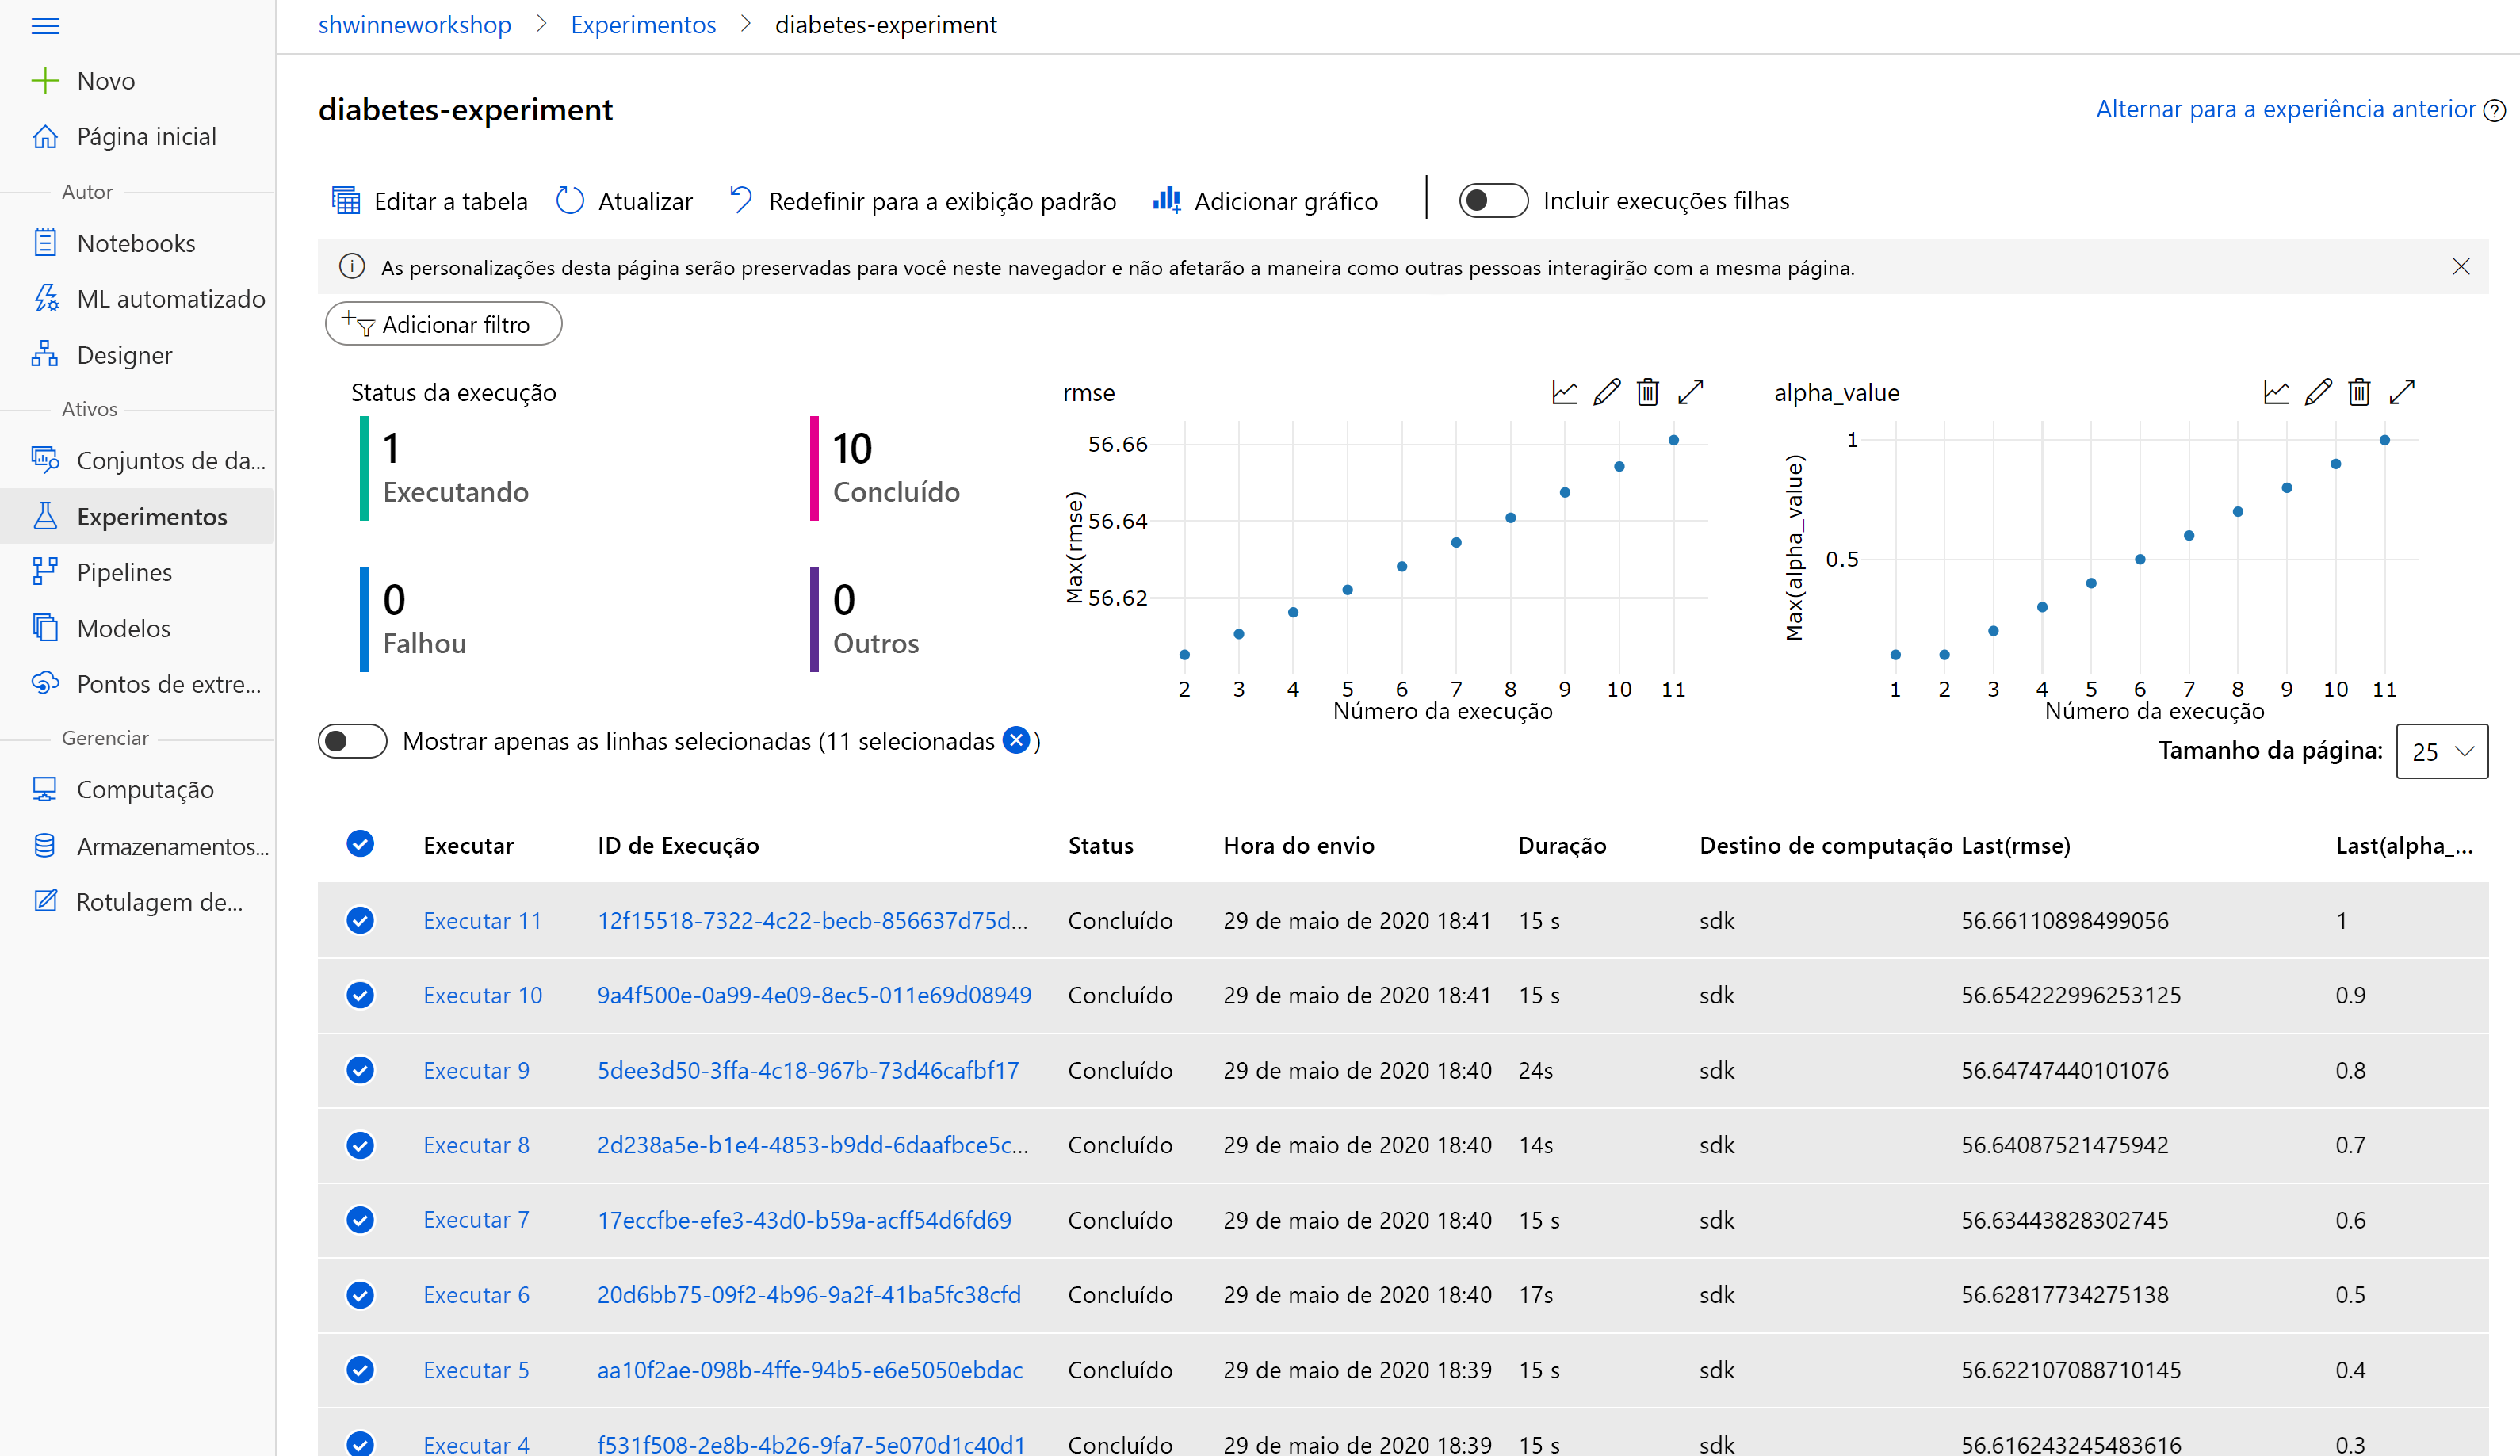 shwinneworkshop > Experimentos > diabetes-experiment
Novo
Página inicial
Autor
Notebooks
ML automatizado
Designer
Ativos
Conjuntos de da...
Experimentos
Pipelines
Modelos
Pontos de extre...
Gerenciar
Computação
Armazenamentos...
Rotulagem de...
diabetes-experiment
Alternar para a experiência anterior ?
Editar a tabela Atualizar Redefinir para a exibição padrão Adicionar gráfico Incluir execuções filhas
As personalizações desta página serão preservadas para você neste navegador e não afetarão a maneira como outras pessoas interagirão com a mesma página.
Adicionar filtro
Status da execução
1
Executando
10
Concluído
0
Falhou
0
Outros
rmse
Max(rmse)
56.66
56.64
56.62
2 3 4 5 6 7 8 9 10 11
Número da execução
alpha_value
Max(alpha_value)
1
0.5
1 2 3 4 5 6 7 8 9 10 11
Número da execução
Mostrar apenas as linhas selecionadas (11 selecionadas )
Tamanho da página: 25
Executar ID de Execução Status Hora do envio Duração Destino de computação Last(rmse) Last(alpha_...
Executar 11 12f15518-7322-4c22-becb-856637d75d... Concluído 29 de maio de 2020 18:41 15 s sdk 56.66110898499056 1
Executar 10 9a4f500e-0a99-4e09-8ec5-011e69d08949 Concluído 29 de maio de 2020 18:41 15 s sdk 56.654222996253125 0.9
Executar 9 5dee3d50-3ffa-4c18-967b-73d46cafbf17 Concluído 29 de maio de 2020 18:40 24s sdk 56.64747440101076 0.8
Executar 8 2d238a5e-b1e4-4853-b9dd-6daafbce5c... Concluído 29 de maio de 2020 18:40 14s sdk 56.64087521475942 0.7
Executar 7 17eccfbe-efe3-43d0-b59a-acff54d6fd69 Concluído 29 de maio de 2020 18:40 15 s sdk 56.63443828302745 0.6
Executar 6 20d6bb75-09f2-4b96-9a2f-41ba5fc38cfd Concluído 29 de maio de 2020 18:40 17s sdk 56.62817734275138 0.5
Executar 5 aa10f2ae-098b-4ffe-94b5-e6e5050ebdac Concluído 29 de maio de 2020 18:39 15 s sdk 56.622107088710145 0.4
Executar 4 f531f508-2e8b-4b26-9fa7-5e070d1c40d1 Concluído 29 de maio de 2020 18:39 15 s sdk 56.616243245483616 0.3